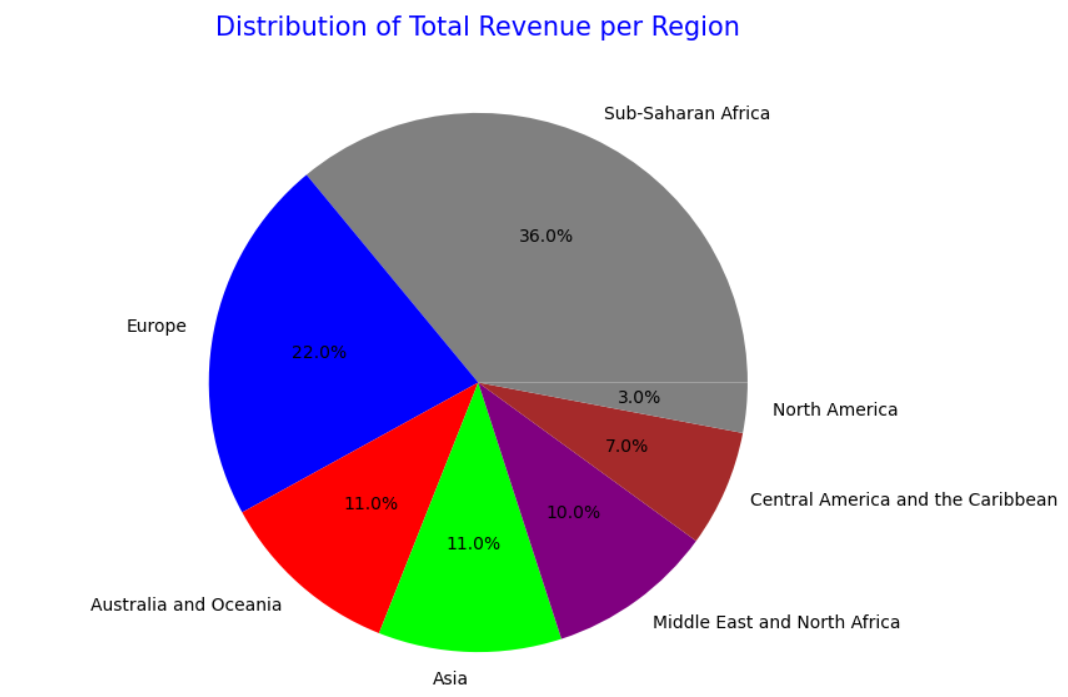 Distribution of Total Revenue per Region
Sub-Saharan Africa
36.0%
Europe
22.0%
3.0%
North America
7.0%
Central America and the Caribbean
11.0%
10.0%
11.0%
Australia and Oceania
Middle East and North Africa
Asia